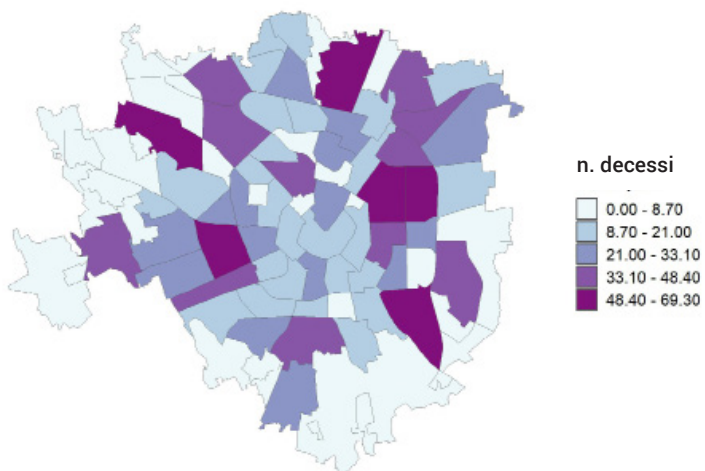 n. decessi
0.00 - 8.70
8.70 - 21.00
21.00 - 33.10
33.10 - 48.40
48.40 - 69.30